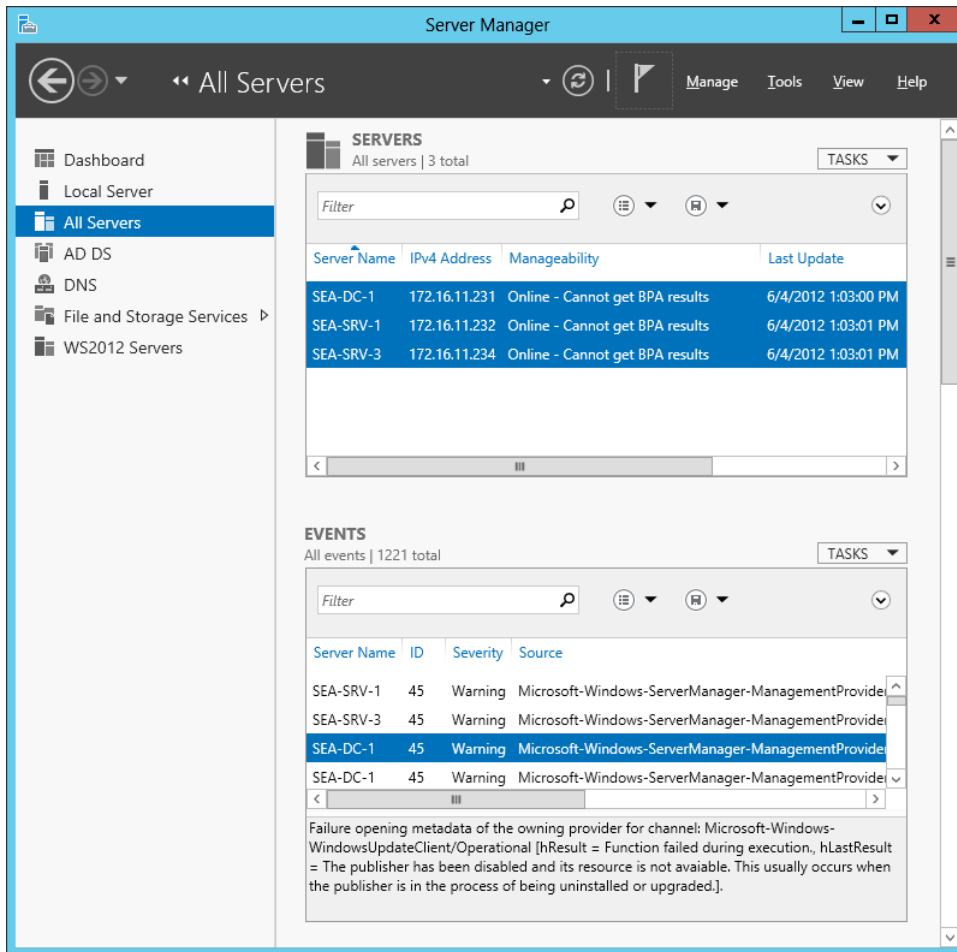 Server Manager
All Servers
Manage Tools View Help
Dashboard
Local Server
All Servers
AD DS
DNS
File and Storage Services
WS2012 Servers
SERVERS
All servers | 3 total
TASKS
Filter
Server Name IPv4 Address Manageability Last Update
SEA-DC-1 172.16.11.231 Online - Cannot get BPA results 6/4/2012 1:03:00 PM
SEA-SRV-1 172.16.11.232 Online - Cannot get BPA results 6/4/2012 1:03:01 PM
SEA-SRV-3 172.16.11.234 Online - Cannot get BPA results 6/4/2012 1:03:01 PM
EVENTS
All events | 1221 total
TASKS
Filter
Server Name ID Severity Source
SEA-SRV-1 45 Warning Microsoft-Windows-ServerManager-ManagementProvider
SEA-SRV-3 45 Warning Microsoft-Windows-ServerManager-ManagementProvider
SEA-DC-1 45 Warning Microsoft-Windows-ServerManager-ManagementProvider
SEA-DC-1 45 Warning Microsoft-Windows-ServerManager-ManagementProvider
Failure opening metadata of the owning provider for channel: Microsoft-Windows-
WindowsUpdateClient/Operational [hResult = Function failed during execution., hLastResult
= The publisher has been disabled and its resource is not avaiable. This usually occurs when
the publisher is in the process of being uninstalled or upgraded.].